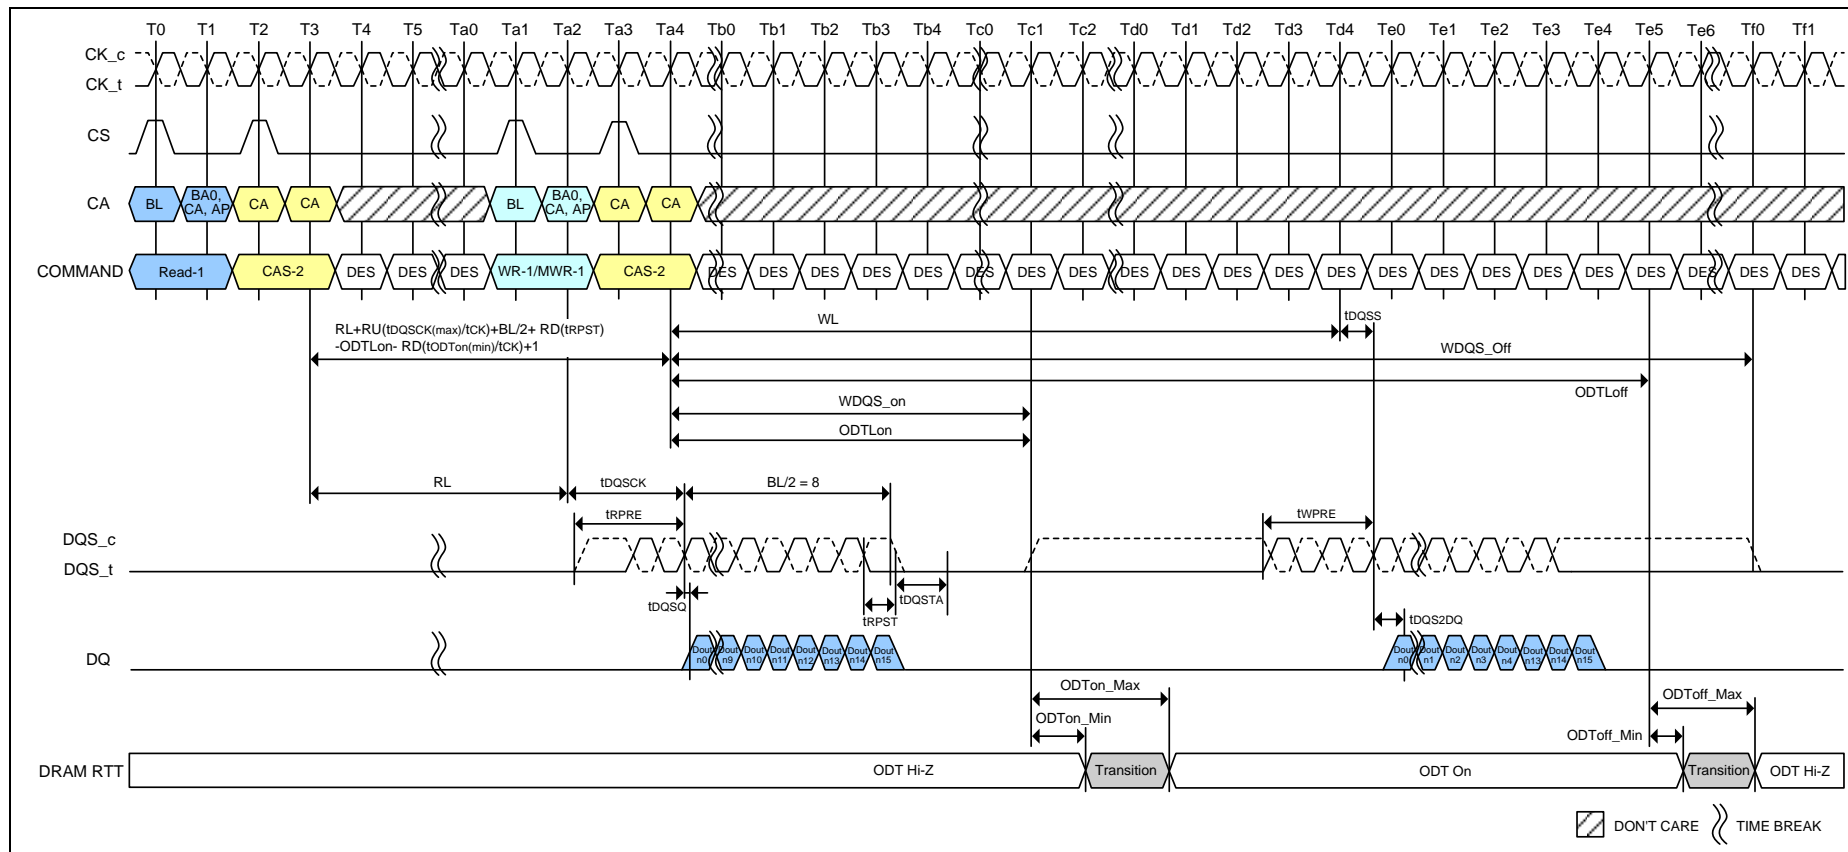 T0 T1 T2 T3 T4 T5 Ta0 Ta1 Ta2 Ta3 Ta4 Tb0 Tb1 Tb2 Tb3 Tb4 Tc0 Tc1 Tc2 Td0 Td1 Td2 Td3 Td4 Te0 Te1 Te2 Te3 Te4 Te5 Te6 Tf0 Tf1
CK_c
CK_t
CS
CA BL BA0, CA, AP CA CA BL BA0, CA, AP CA CA
COMMAND Read-1 CAS-2 DES DES DES WR-1/MWR-1 CAS-2 DES DES DES DES DES DES DES DES DES DES DES DES DES DES DES DES DES DES DES DES DES DES
RL+RU(tDQSCK(max)/tCK)+BL/2+ RD(tRPST)
-ODTLon- RD(tODTon(min)/tCK)+1
WL tDQSS
WDQS_Off
ODTLoff
WDQS_on
ODTLon
RL tDQSCK BL/2 = 8
tRPRE tWPRE
DQS_c
DQS_t
tDQSQ tRPST tDQSTA tDQS2DQ
DQ Dout n0 Dout n9 Dout n10 Dout n11 Dout n12 Dout n13 Dout n14 Dout n15 Dout n0 Dout n1 Dout n2 Dout n3 Dout n4 Dout n13 Dout n14 Dout n15
ODTon_Max ODToff_Max
ODTon_Min ODToff_Min
DRAM RTT ODT Hi-Z Transition ODT On Transition ODT Hi-Z
DON'T CARE TIME BREAK